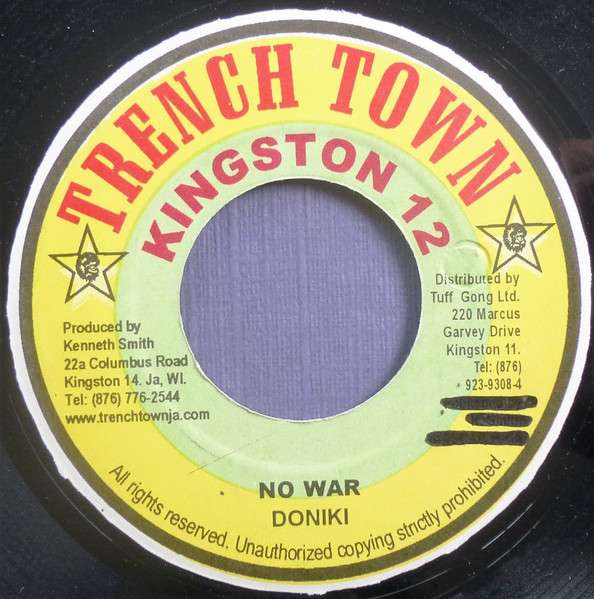 TRENCH TOWN
KINGSTON 12
Produced by
Kenneth Smith
22a Columbus Road
Kingston 14. Ja, WI.
Tel: (876) 776-2544
www.trenchtownja.com
Distributed by
Tuff Gong Ltd.
220 Marcus
Garvey Drive
Kingston 11.
Tel: (876)
923-9308-4
NO WAR
DONIKI
All rights reserved. Unauthorized copying strictly prohibited.